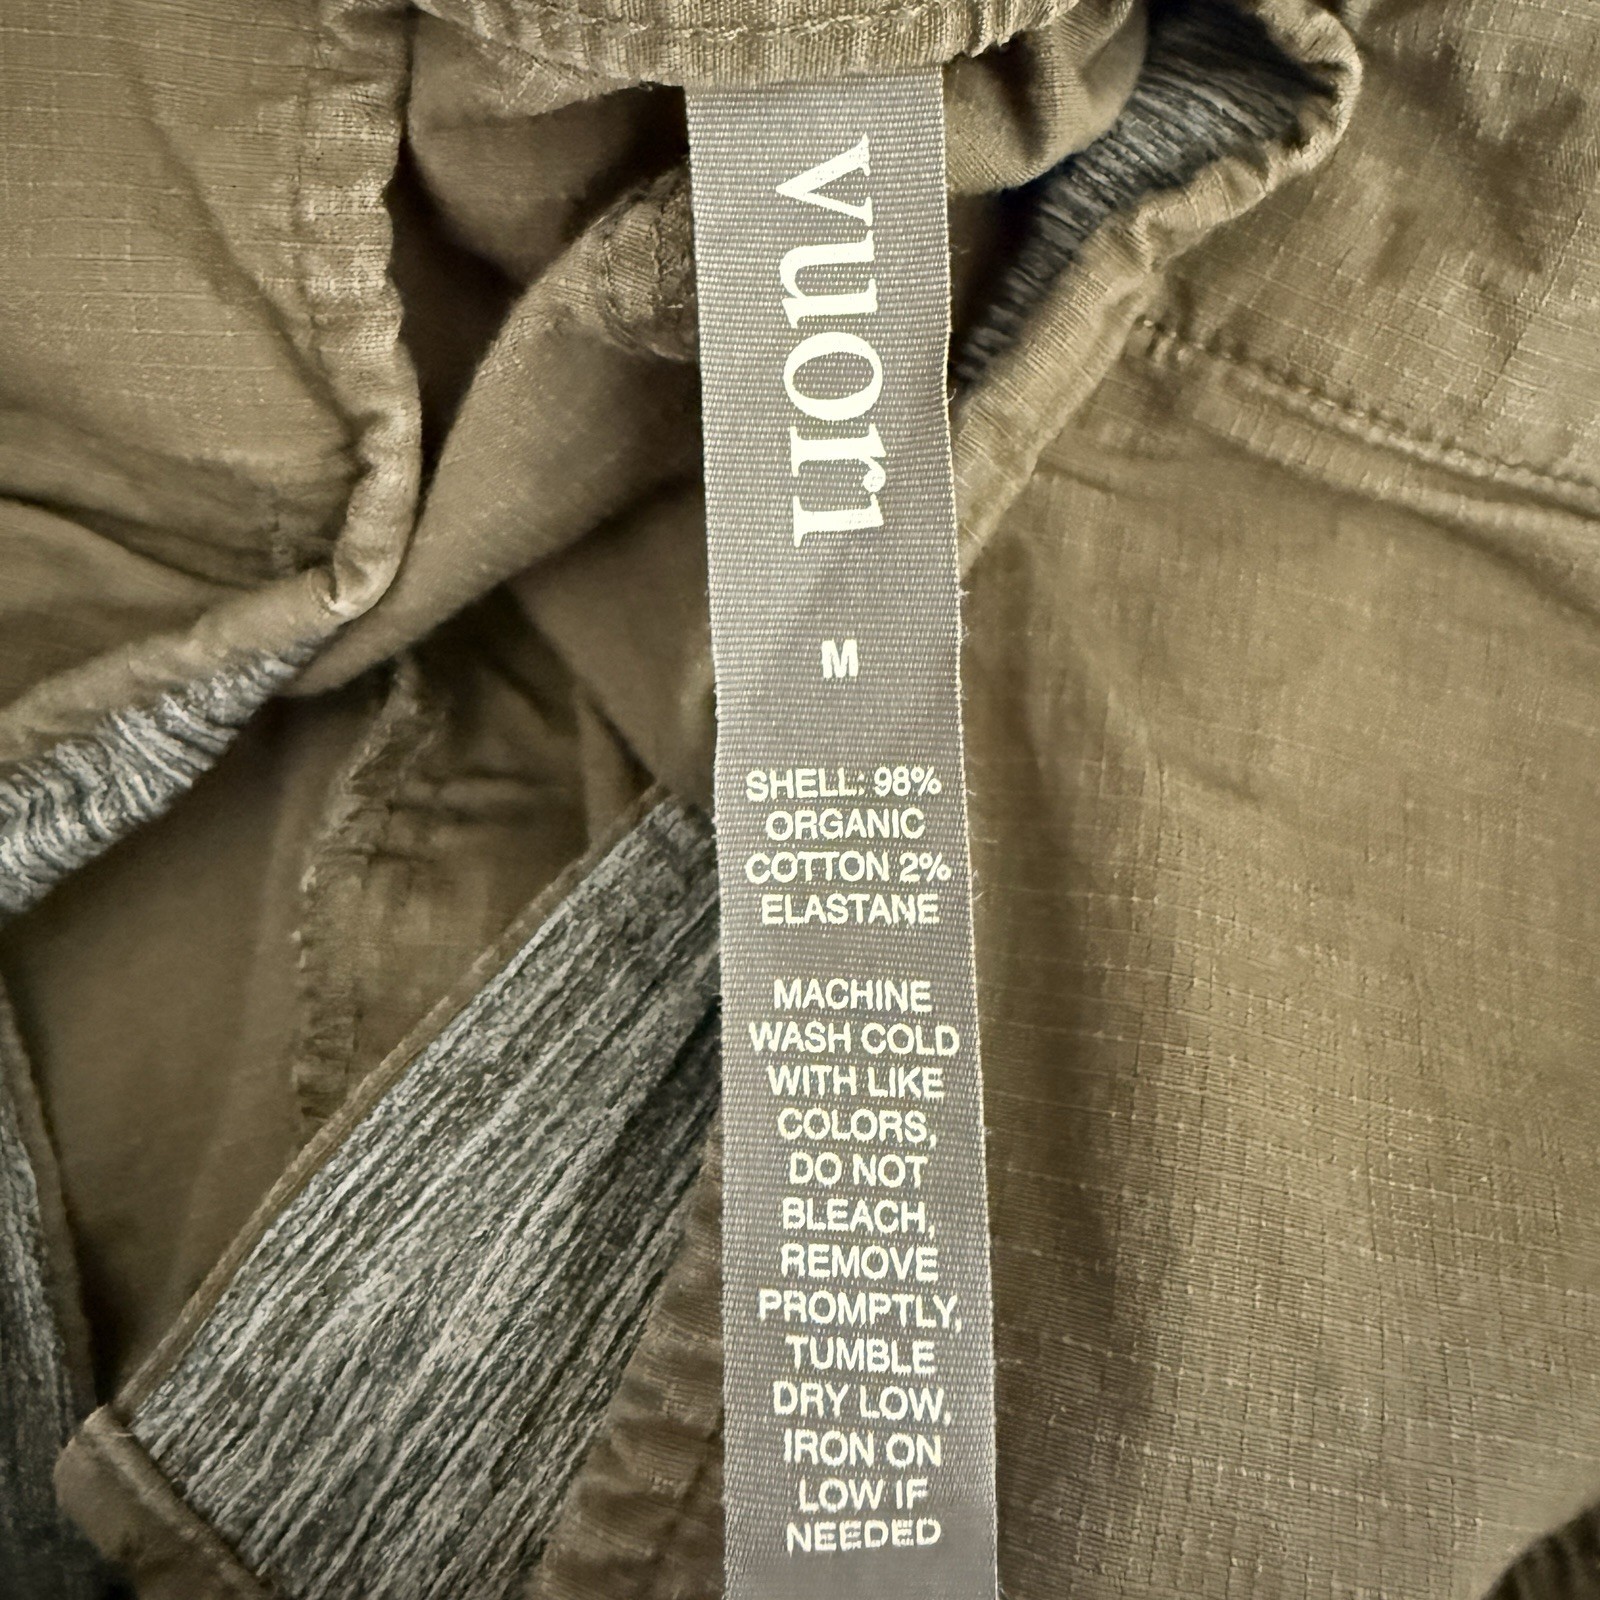 vuori
M
SHELL: 98%
ORGANIC
COTTON 2%
ELASTANE
MACHINE
WASH COLD
WITH LIKE
COLORS,
DO NOT
BLEACH,
REMOVE
PROMPTLY,
TUMBLE
DRY LOW,
IRON ON
LOW IF
NEEDED